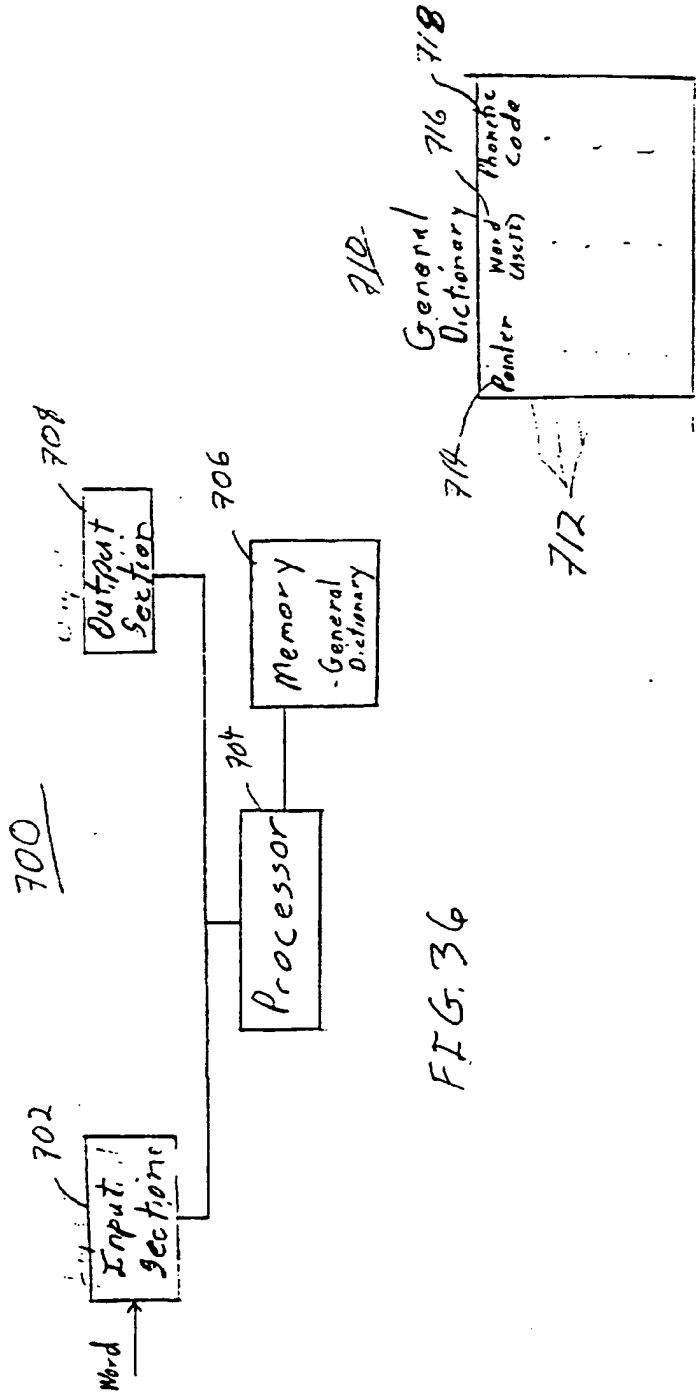 700
Word
702
Input
Sections
708
Output
Section
704
Processor
706
Memory
- General
Dictionary
FIG. 36
710
General
Dictionary
714
716
718
Pointer
Word
(ASCII)
Phonetic
Code
712